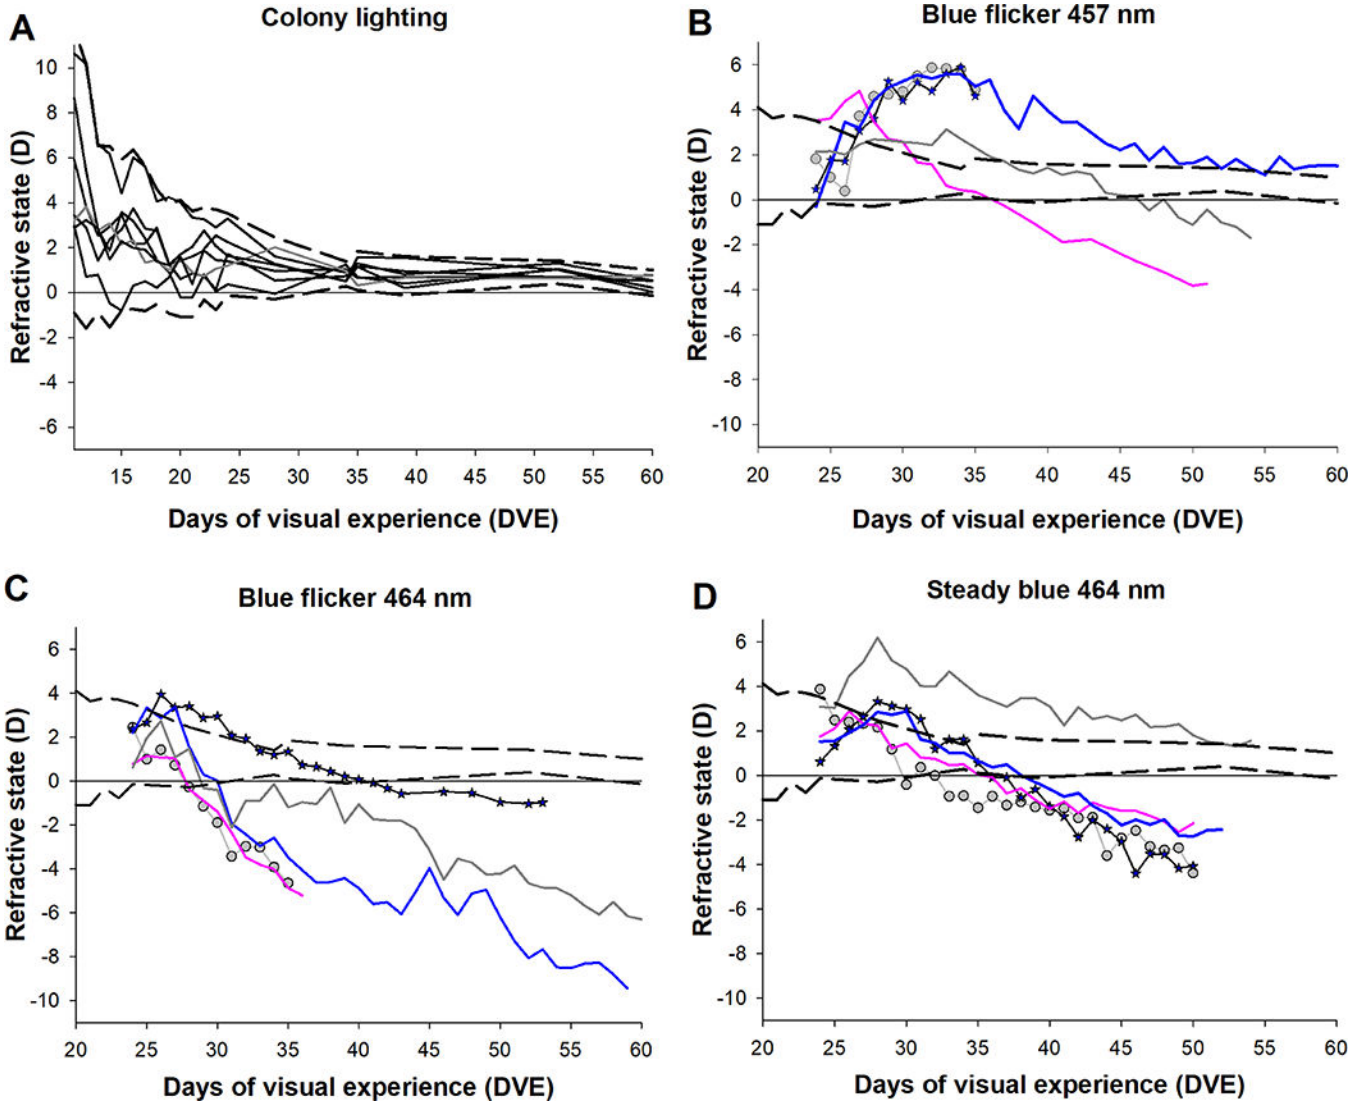 A
Colony lighting
Refractive state (D)
10
8
6
4
2
0
-2
-4
-6
15 20 25 30 35 40 45 50 55 60
Days of visual experience (DVE)
B
Blue flicker 457 nm
Refractive state (D)
6
4
2
0
-2
-4
-6
-8
-10
20 25 30 35 40 45 50 55 60
Days of visual experience (DVE)
C
Blue flicker 464 nm
Refractive state (D)
6
4
2
0
-2
-4
-6
-8
-10
20 25 30 35 40 45 50 55 60
Days of visual experience (DVE)
D
Steady blue 464 nm
Refractive state (D)
6
4
2
0
-2
-4
-6
-8
-10
20 25 30 35 40 45 50 55 60
Days of visual experience (DVE)